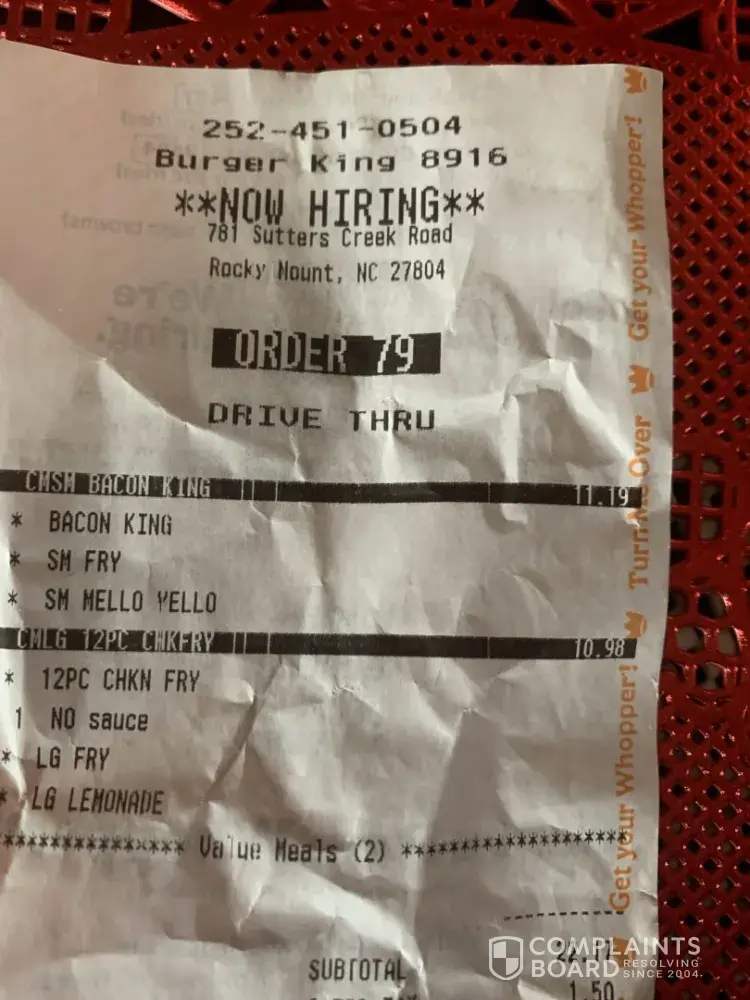 252-451-0504
Burger King 8916
**NOW HIRING**
781 Sutters Creek Road
Rocky Mount, NC 27804
ORDER 79
DRIVE THRU
CMSM BACON KING 11.19
* BACON KING
* SM FRY
* SM MELLO YELLO
CMLG 12PC CHKFRY 10.98
* 12PC CHKN FRY
1 NO sauce
* LG FRY
* LG LEMONADE
************** Value Meals (2) *****************
SUBTOTAL
1.50
Get your Whopper! Turn Me Over Get your Whopper!
COMPLAINTS
BOARD RESOLVING
SINCE 2004